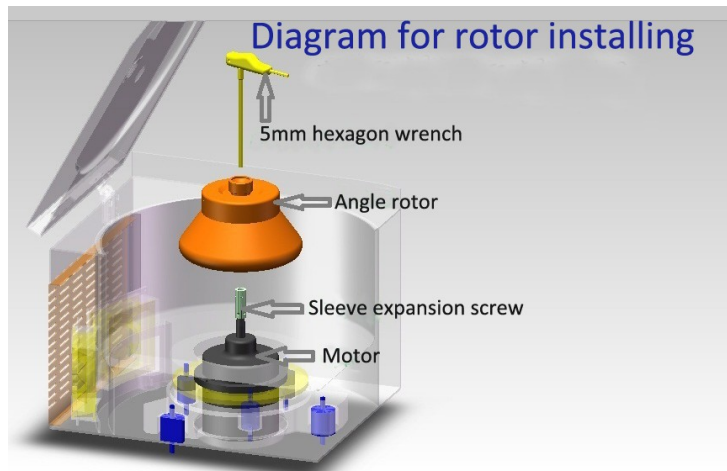 Diagram for rotor installing
5mm hexagon wrench
Angle rotor
Sleeve expansion screw
Motor